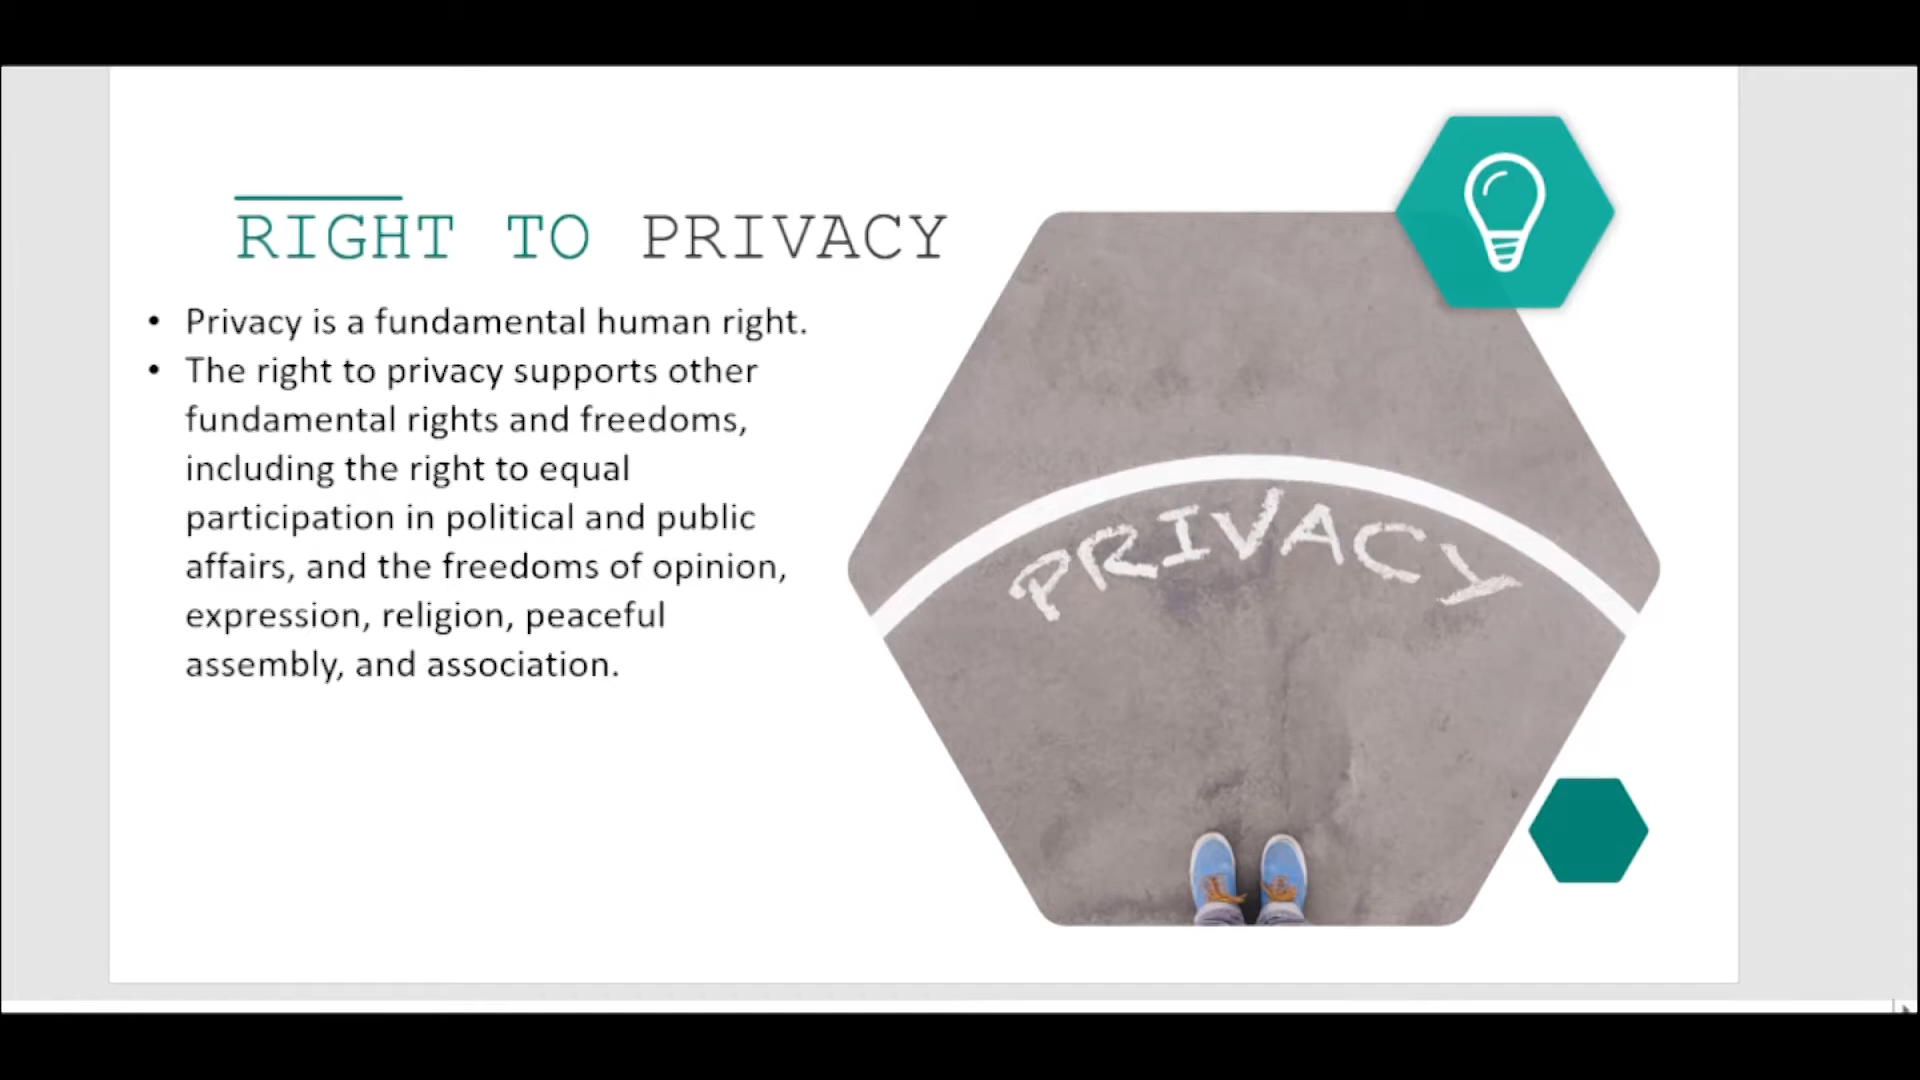 RIGHT TO PRIVACY
• Privacy is a fundamental human right.
• The right to privacy supports other
fundamental rights and freedoms,
including the right to equal
participation in political and public
affairs, and the freedoms of opinion,
expression, religion, peaceful
assembly, and association.
PRIVACY